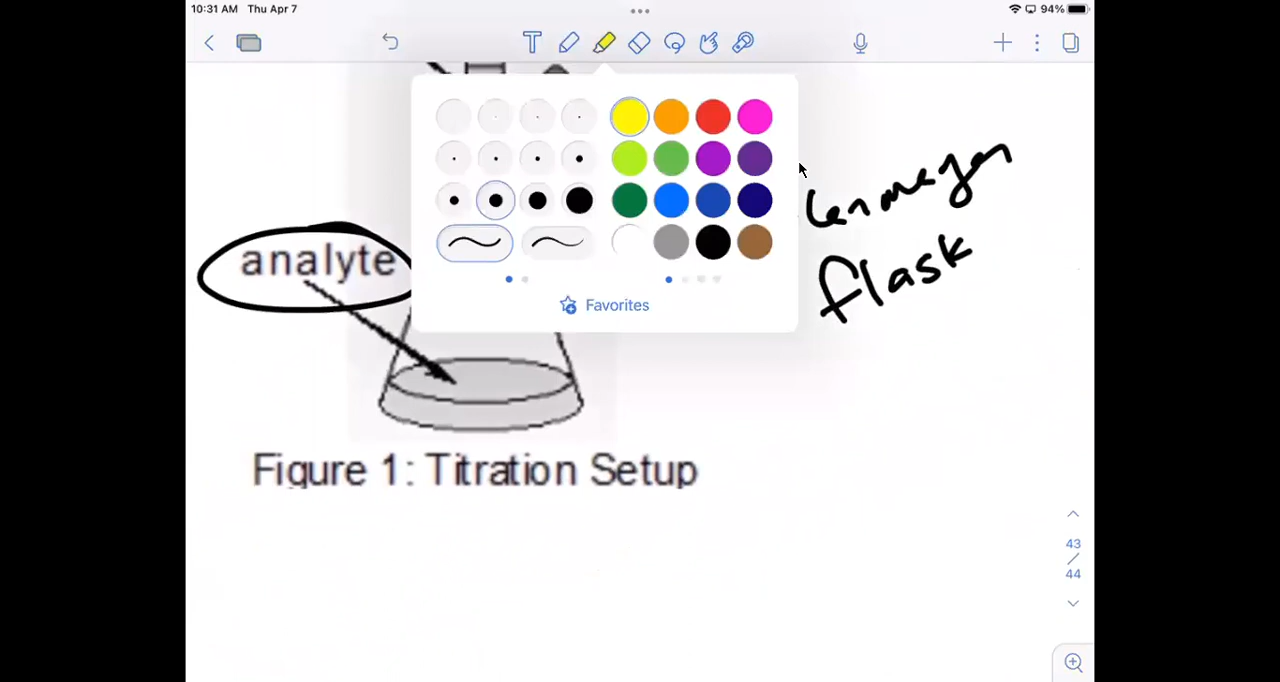 10:31 AM Thu Apr 7
94%
T
analyte
flask
Favorites
Figure 1: Titration Setup
43
44